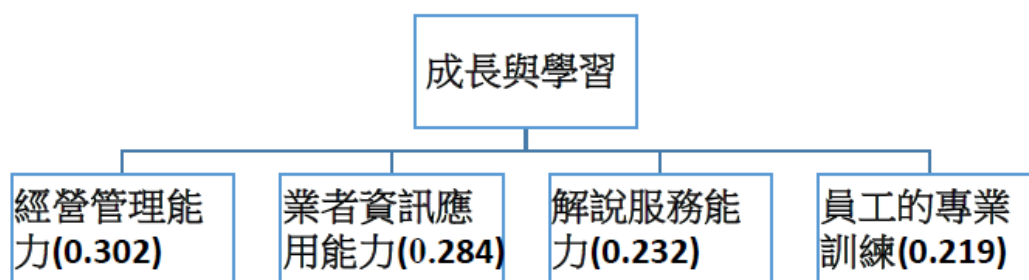 成長與學習
經營管理能
力(0.302)
業者資訊應
用能力(0.284)
解說服務能
力(0.232)
員工的專業
訓練(0.219)